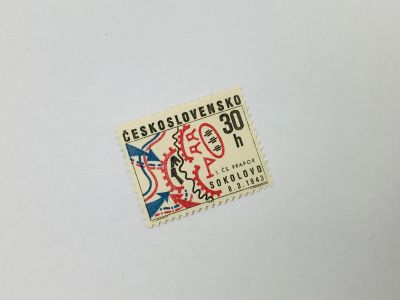 ČESKOSLOVENSKO
30
h
1. ČS. PRAPOR
SOKOLOVO
8.3.1943